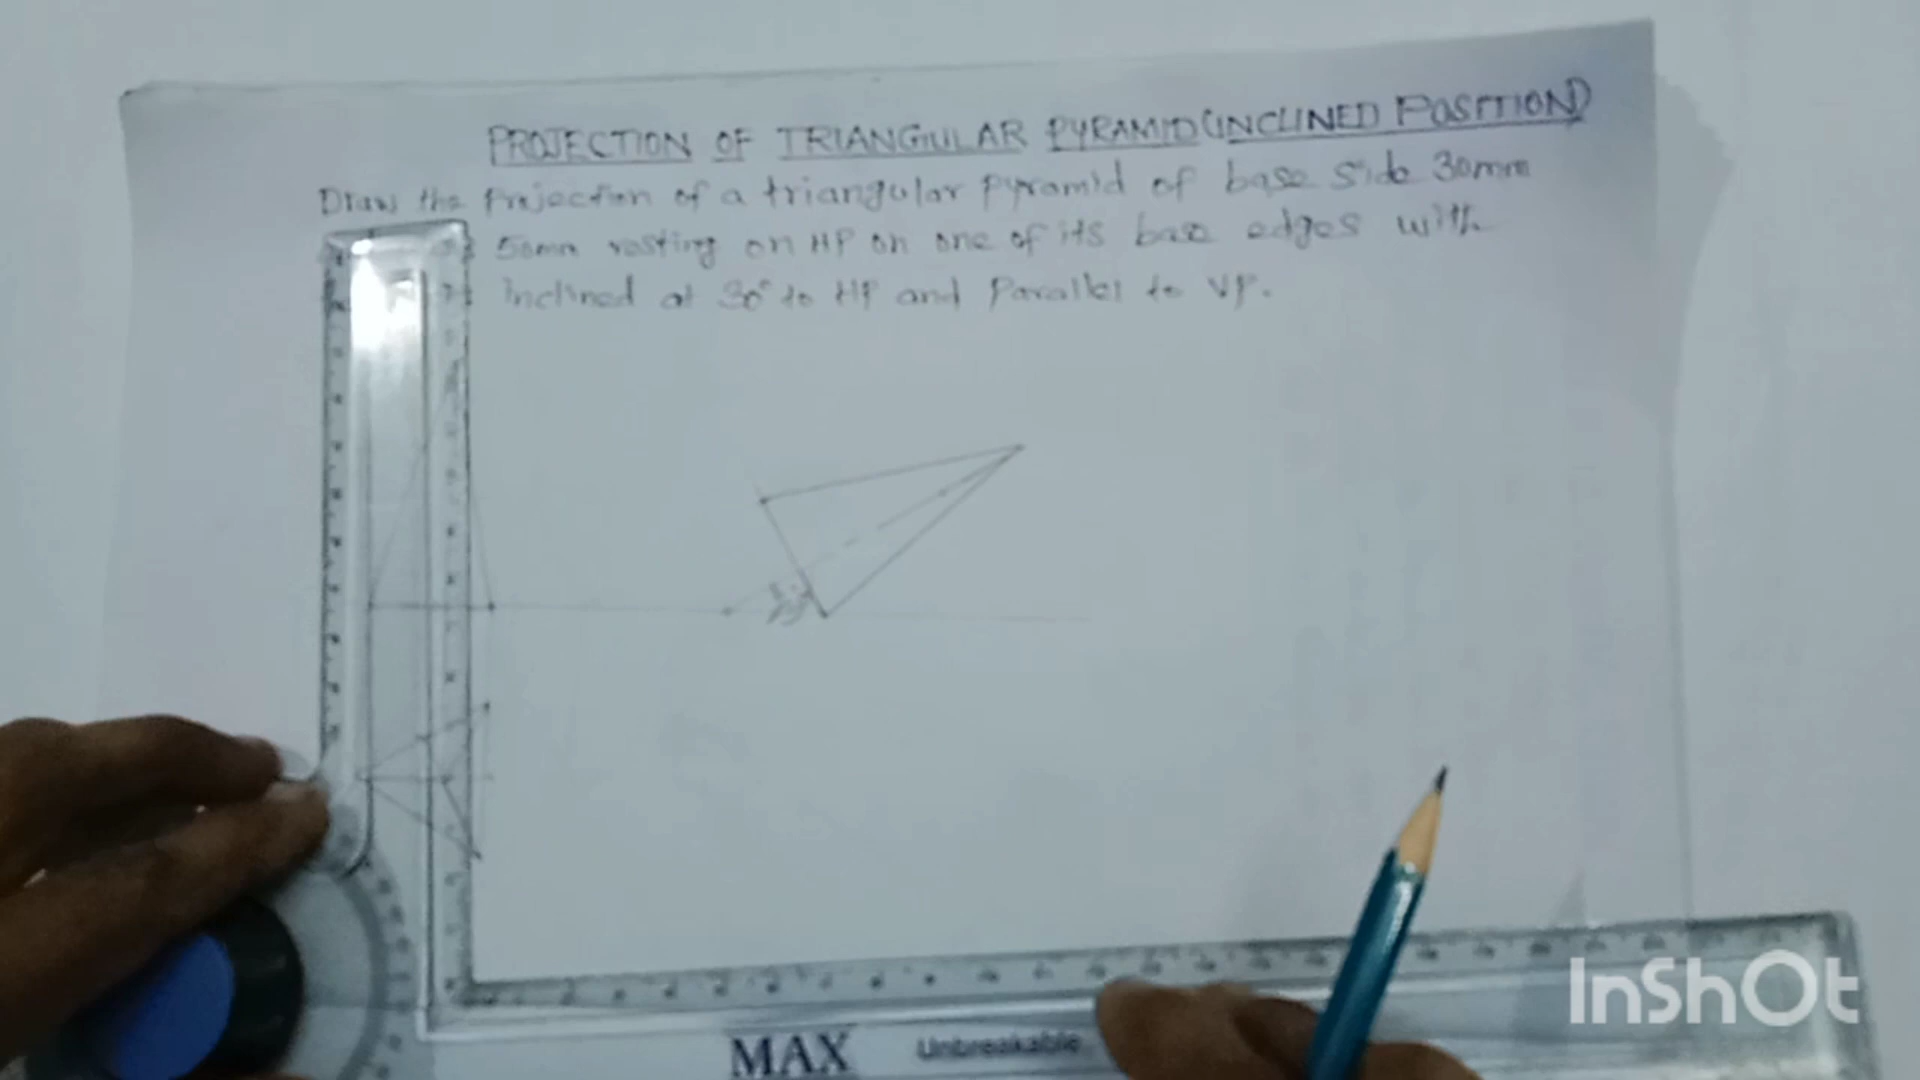 PROJECTION OF TRIANGULAR PYRAMID (INCLINED POSITION)
Draw the Projection of a triangular pyramid of base side 30mm
50mm resting on HP on one of its base edges with
inclined at 30° to HP and Parallel to VP.
MAX Unbreakable
InShOt